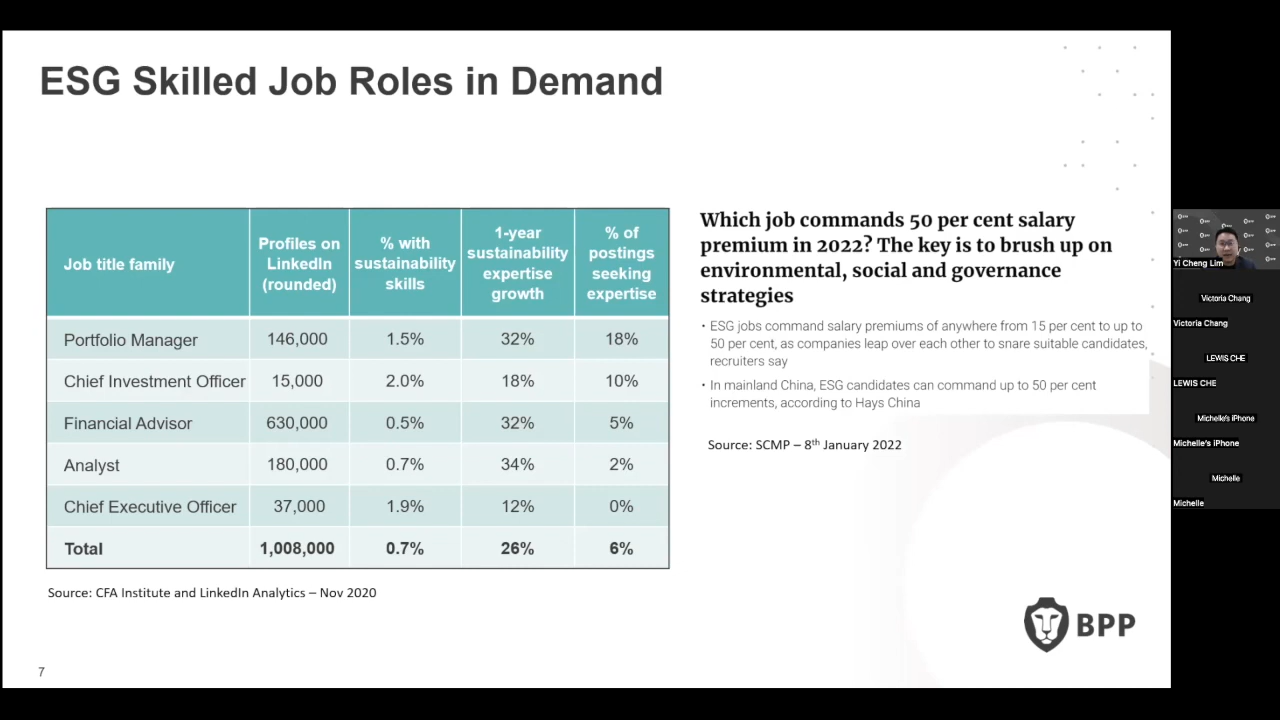 ESG Skilled Job Roles in Demand
Job title family
Profiles on
LinkedIn
(rounded)
% with
sustainability
skills
1-year
sustainability
expertise
growth
% of
postings
seeking
expertise
Portfolio Manager 146,000 1.5% 32% 18%
Chief Investment Officer 15,000 2.0% 18% 10%
Financial Advisor 630,000 0.5% 32% 5%
Analyst 180,000 0.7% 34% 2%
Chief Executive Officer 37,000 1.9% 12% 0%
Total 1,008,000 0.7% 26% 6%
Source: CFA Institute and LinkedIn Analytics – Nov 2020
Which job commands 50 per cent salary
premium in 2022? The key is to brush up on
environmental, social and governance
strategies
• ESG jobs command salary premiums of anywhere from 15 per cent to up to
50 per cent, as companies leap over each other to snare suitable candidates,
recruiters say
• In mainland China, ESG candidates can command up to 50 per cent
increments, according to Hays China
Source: SCMP – 8th January 2022
BPP
7
Yi Cheng Lim
Victoria Chang
Victoria Chang
LEWIS CHE
LEWIS CHE
Michelle's iPhone
Michelle's iPhone
Michelle
Michelle